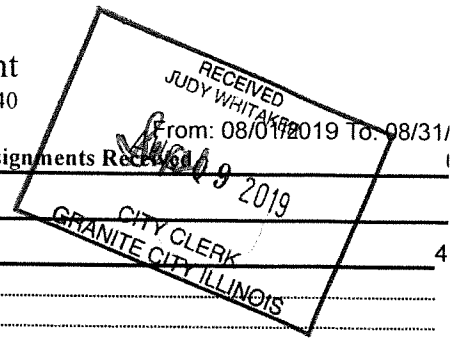 nt
40
RECEIVED
JUDY WHITAKER
From: 08/01/2019 To: 08/31/
signments Received
9 2019
CITY CLERK
GRANITE CITY ILLINOIS
4